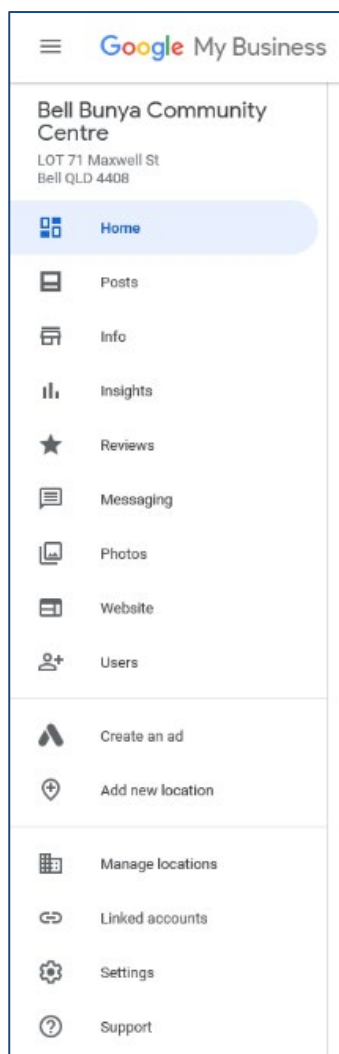 Google My Business
Bell Bunya Community
Centre
LOT 71 Maxwell St
Bell QLD 4408
Home
Posts
Info
Insights
Reviews
Messaging
Photos
Website
Users
Create an ad
Add new location
Manage locations
Linked accounts
Settings
Support